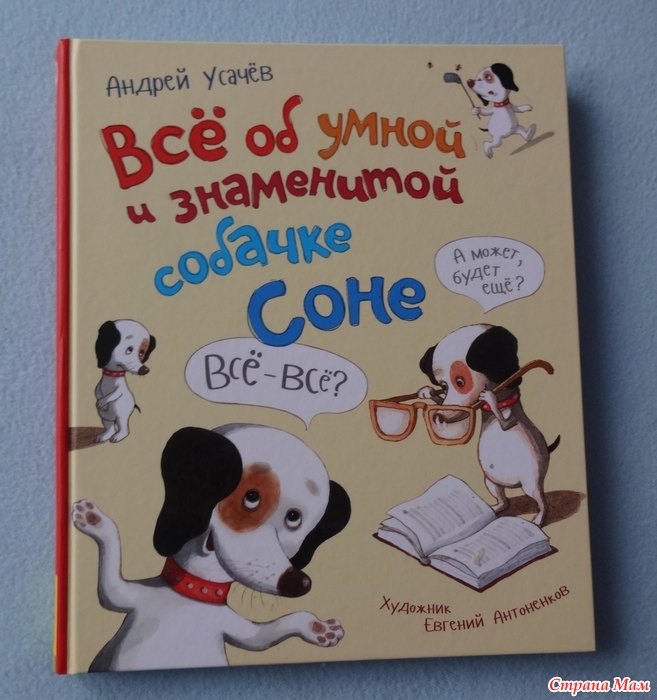 Андрей Усачёв
Всё об умной
и знаменитой
собачке
Соне
А может,
будет
ещё?
Всё-всё?
Художник
Евгений Антоненков
Страна Мам